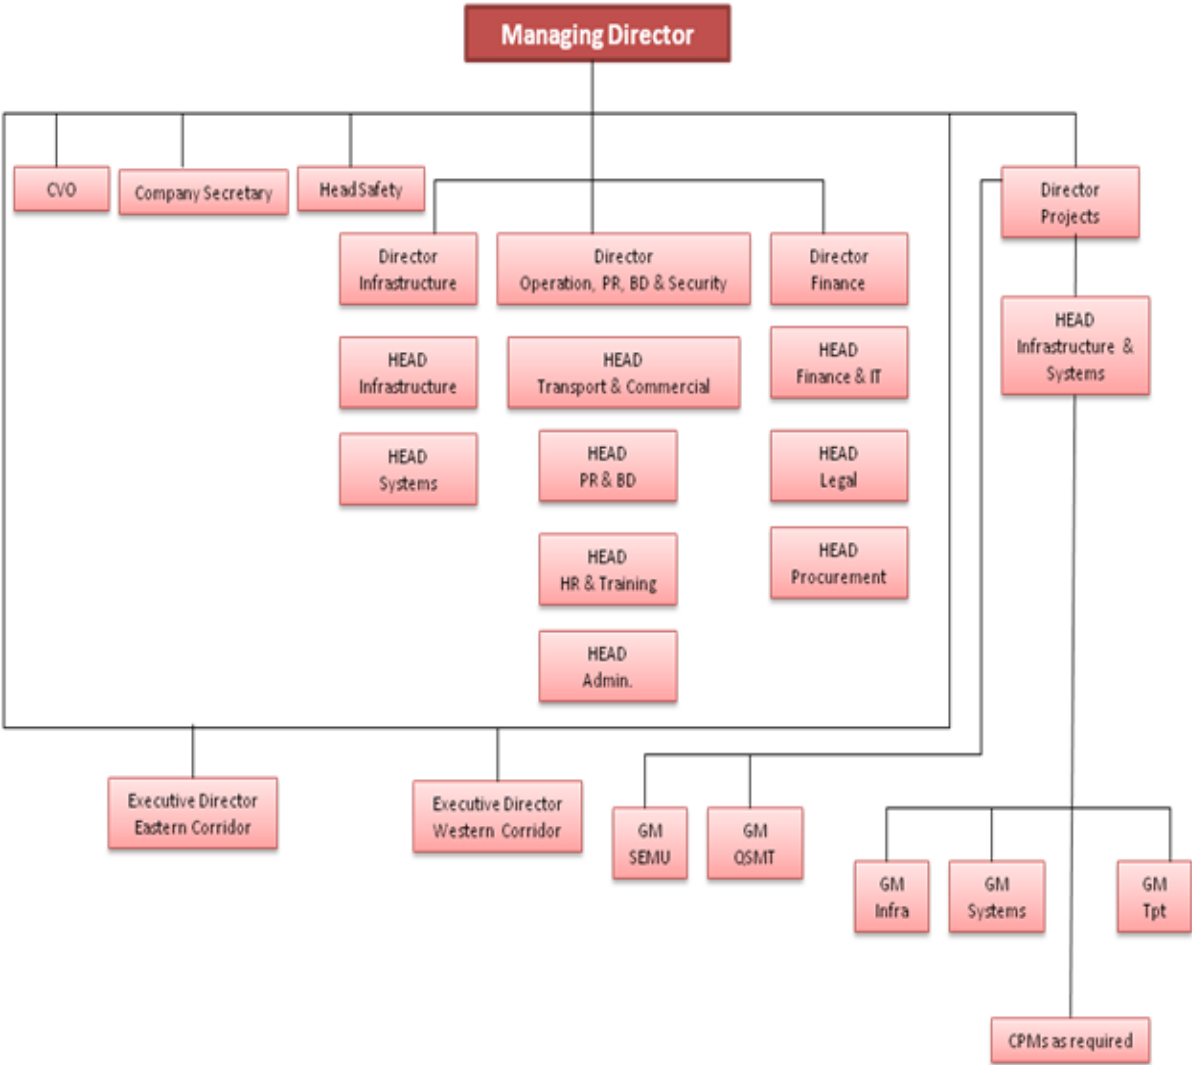 Managing Director
CVO
Company Secretary
Head Safety
Director
Projects
Director
Infrastructure
Director
Operation, PR, BD & Security
Director
Finance
HEAD
Infrastructure &
Systems
HEAD
Infrastructure
HEAD
Transport & Commercial
HEAD
Finance & IT
HEAD
Systems
HEAD
PR & BD
HEAD
Legal
HEAD
HR & Training
HEAD
Procurement
HEAD
Admin.
Executive Director
Eastern Corridor
Executive Director
Western Corridor
GM
SEMU
GM
QSMT
GM
Infra
GM
Systems
GM
Tpt
CPMs as required